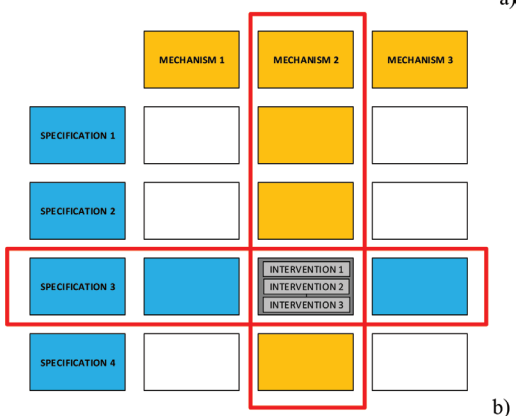 a)
MECHANISM 1
MECHANISM 2
MECHANISM 3
SPECIFICATION 1
SPECIFICATION 2
SPECIFICATION 3
INTERVENTION 1
INTERVENTION 2
INTERVENTION 3
SPECIFICATION 4
b)